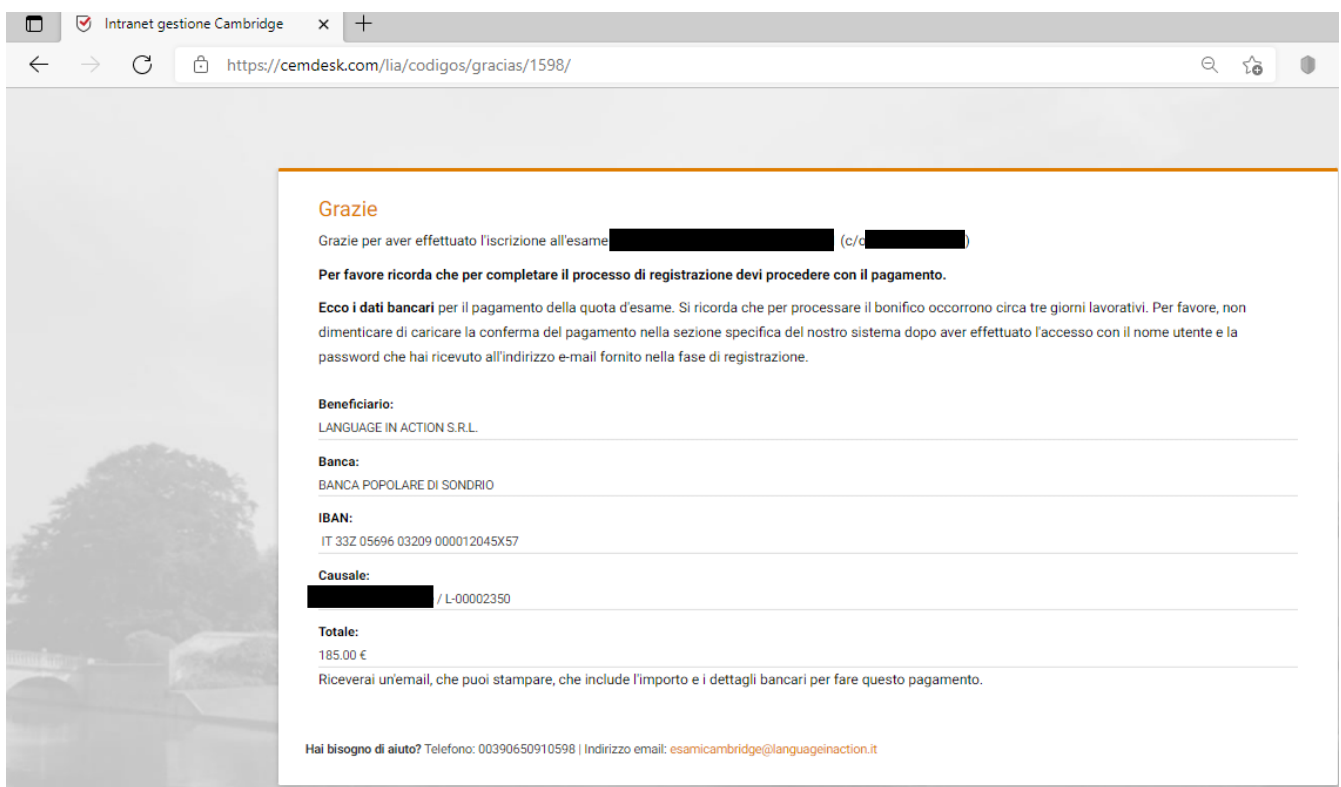 Intranet gestione Cambridge
https://cemdesk.com/lia/codigos/gracias/1598/
Grazie
Grazie per aver effettuato l'iscrizione all'esame (c/c )
Per favore ricorda che per completare il processo di registrazione devi procedere con il pagamento.
Ecco i dati bancari per il pagamento della quota d'esame. Si ricorda che per processare il bonifico occorrono circa tre giorni lavorativi. Per favore, non
dimenticare di caricare la conferma del pagamento nella sezione specifica del nostro sistema dopo aver effettuato l'accesso con il nome utente e la
password che hai ricevuto all'indirizzo e-mail fornito nella fase di registrazione.
Beneficiario:
LANGUAGE IN ACTION S.R.L.
Banca:
BANCA POPOLARE DI SONDRIO
IBAN:
IT 33Z 05696 03209 000012045X57
Causale:
/ L-00002350
Totale:
185.00 €
Riceverai un'email, che puoi stampare, che include l'importo e i dettagli bancari per fare questo pagamento.
Hai bisogno di aiuto? Telefono: 00390650910598 | Indirizzo email: esamicambridge@languageinaction.it